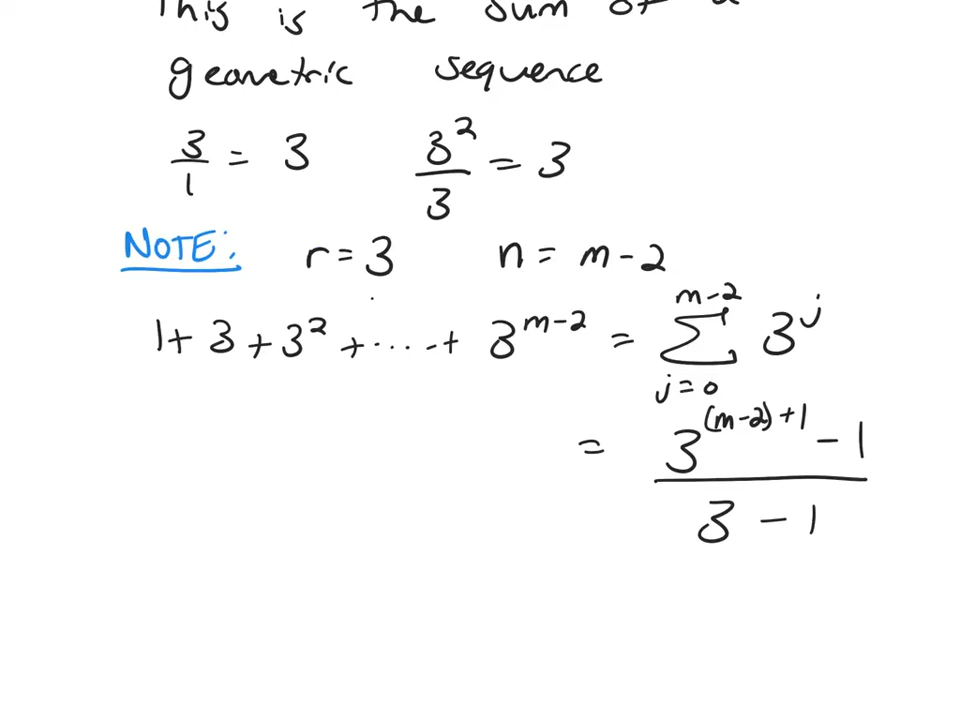 This is the sum of a
geometric sequence
3/1 = 3   3²/3 = 3
NOTE:   r = 3   n = m - 2
1 + 3 + 3² + ..... + 3^(m-2) = ∑_{j=0}^{m-2} 3^j
= (3^((m-2)+1) - 1)/(3 - 1)